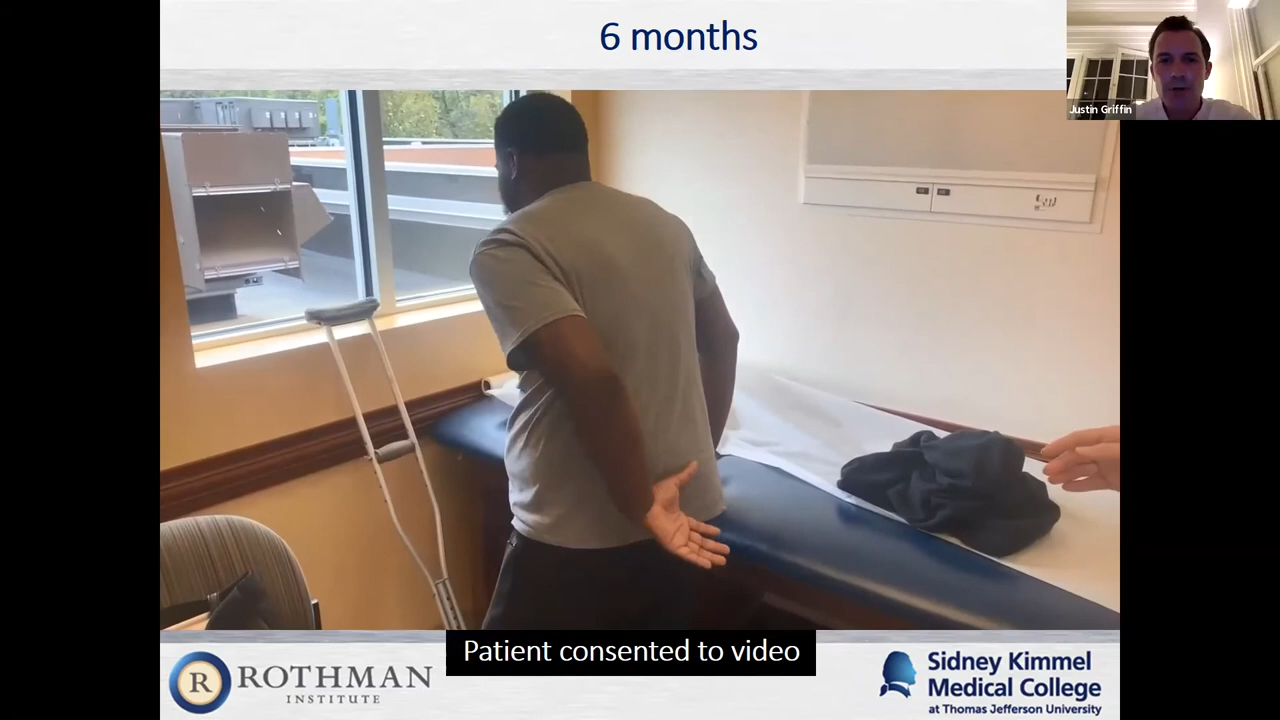 6 months
Justin Griffin
Patient consented to video
R ROTHMAN
INSTITUTE
Sidney Kimmel
Medical College
at Thomas Jefferson University